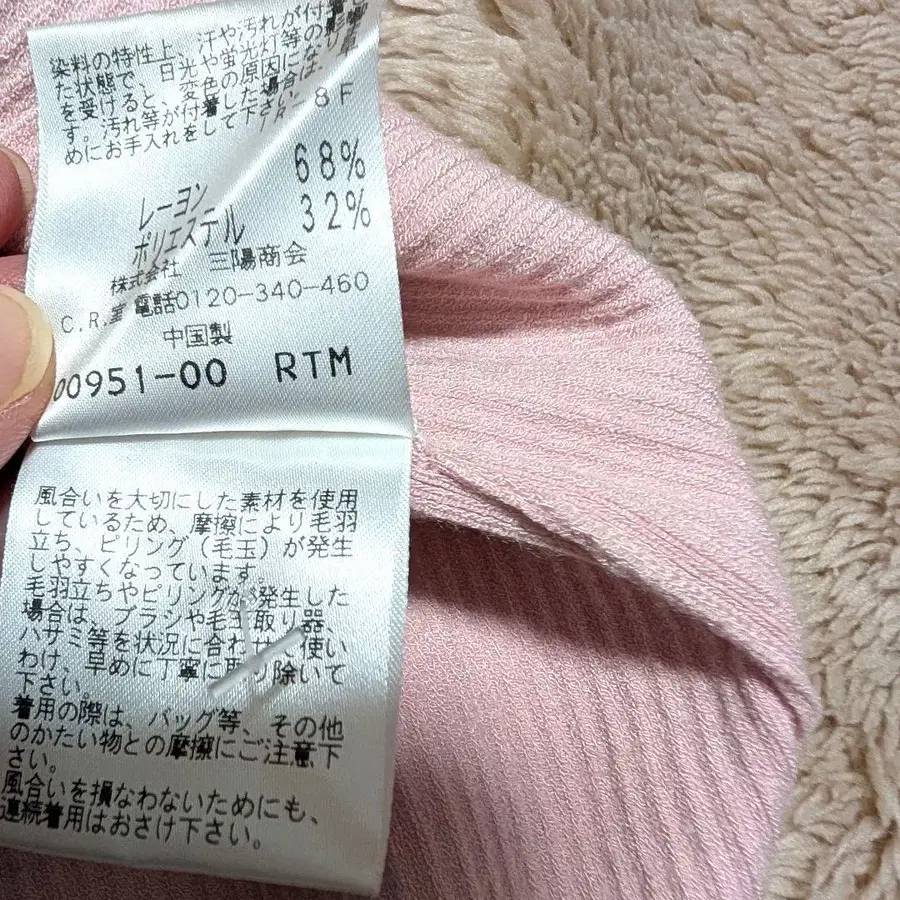 染料の特性上、汗や汚れが付着し
た状態で、日光や蛍光灯等の
を受けると、変色の原因になりま
す。汚れ等が付着した場合は、早
めにお手入れをして下さい。
8F
レーヨン 68%
ポリエステル 32%
株式会社 三陽商会
C.R.室 電話0120-340-460
中国製
00951-00 RTM
風合いを大切にした素材を使用
しているため、摩擦により毛羽
立ち、ピリング(毛玉)が発生
しやすくなっています。
毛羽立ちやピリングが発生した
場合は、ブラシや毛玉取り器、
ハサミ等を状況に合わせ、使い
わけ、早めに丁寧に取り除いて
下さい。
着用の際は、バッグ等、その他
のかたい物との摩擦にご注意下
さい。
風合いを損なわないためにも、
連続着用はおさけ下さい。